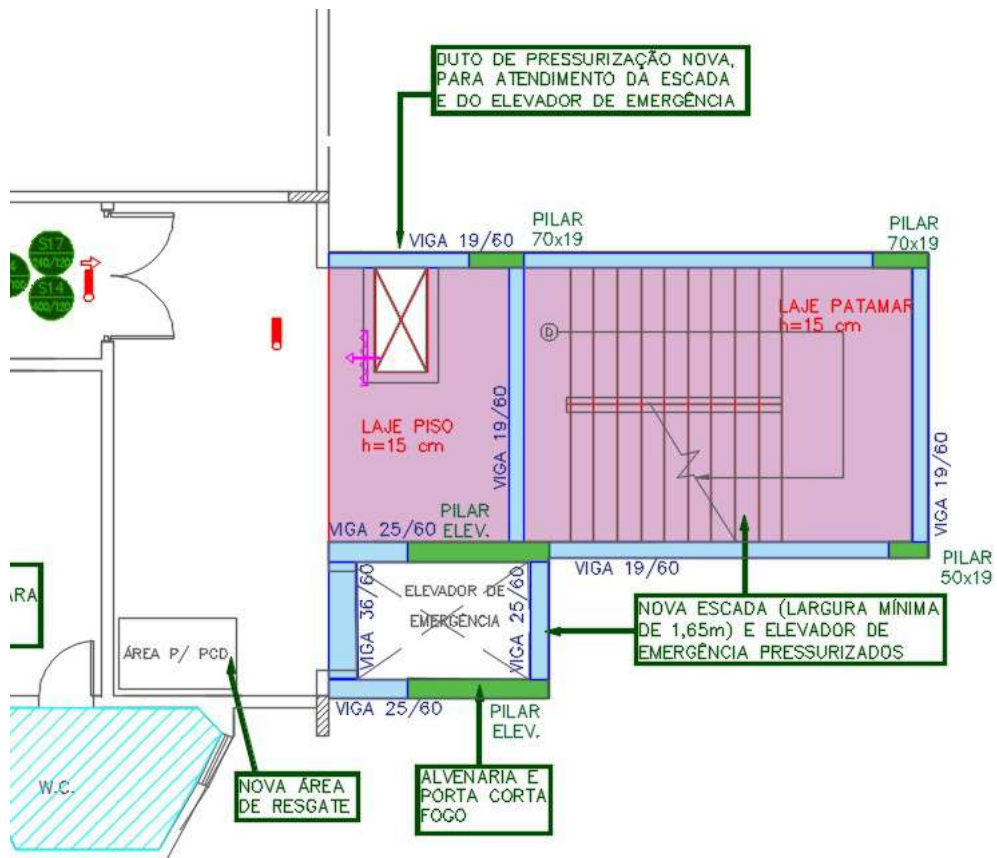 DUTO DE PRESSURIZAÇÃO NOVA,
PARA ATENDIMENTO DA ESCADA
E DO ELEVADOR DE EMERGÊNCIA
PILAR
70x19
PILAR
70x19
VIGA 19/60
S17
240/120
S14
400/120
LAJE PATAMAR
h=15 cm
D
LAJE PISO
h=15 cm
VIGA 19/60
VIGA 19/60
PILAR
ELEV.
VIGA 25/60
VIGA 19/60
PILAR
50x19
VIGA 36/60
ELEVADOR DE
EMERGÊNCIA
VIGA 25/60
ARA
NOVA ESCADA (LARGURA MÍNIMA
DE 1,65m) E ELEVADOR DE
EMERGÊNCIA PRESSURIZADOS
ÁREA P/ PCD
VIGA 25/60
PILAR
ELEV.
W.C.
NOVA ÁREA
DE RESGATE
ALVENARIA E
PORTA CORTA
FOGO